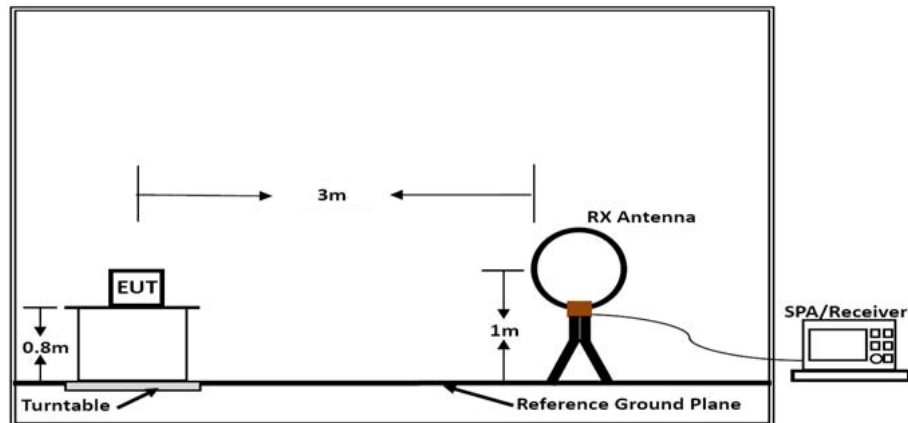 3m
RX Antenna
EUT
SPA/Receiver
0.8m
1m
Turntable
Reference Ground Plane